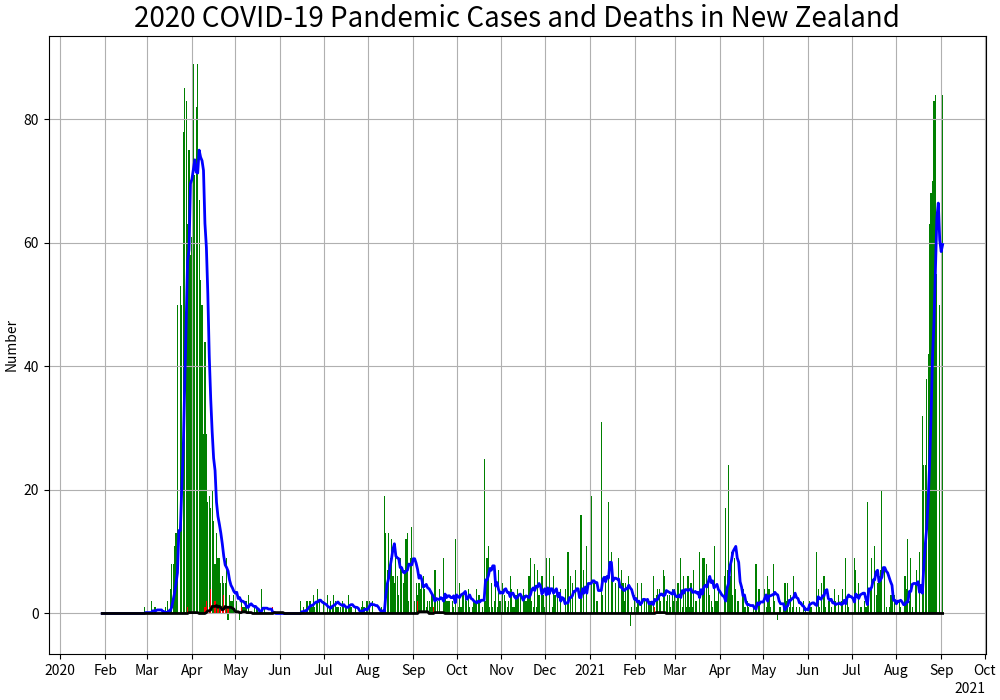 2020 COVID-19 Pandemic Cases and Deaths in New Zealand
Number
80
60
40
20
0
2020 Feb Mar Apr May Jun Jul Aug Sep Oct Nov Dec 2021 Feb Mar Apr May Jun Jul Aug Sep Oct
2021